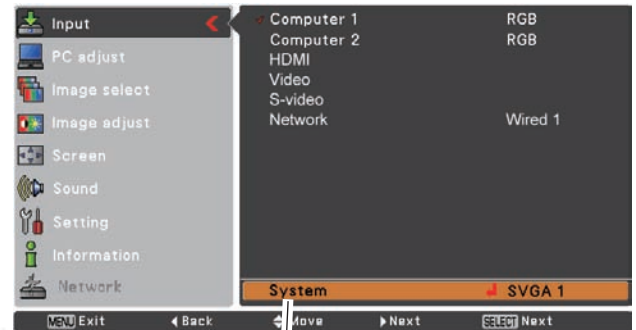 Input
PC adjust
Image select
Image adjust
Screen
Sound
Setting
Information
Network
Computer 1 RGB
Computer 2 RGB
HDMI
Video
S-video
Network Wired 1
System SVGA 1
MENU Exit Back Move Next SELECT Next